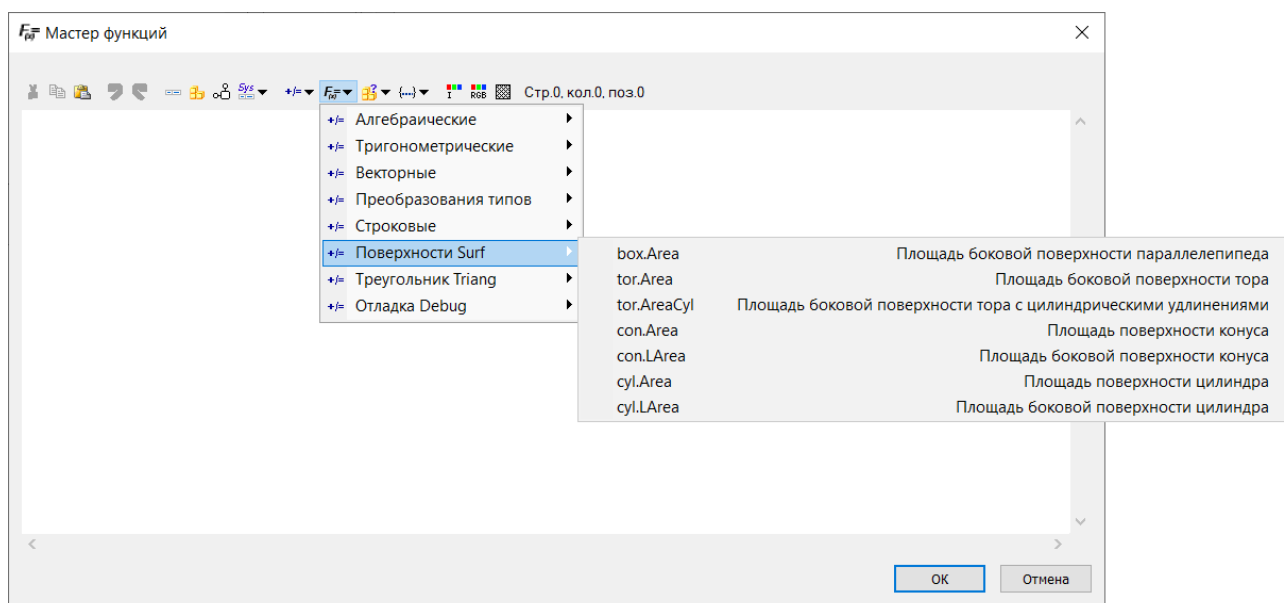 F(x)= Мастер функций
Sys +/= F(x)= {...} I RGB Стр.0, кол.0, поз.0
+/= Алгебраические
+/= Тригонометрические
+/= Векторные
+/= Преобразования типов
+/= Строковые
+/= Поверхности Surf
+/= Треугольник Triang
+/= Отладка Debug
box.Area Площадь боковой поверхности параллелепипеда
tor.Area Площадь боковой поверхности тора
tor.AreaCyl Площадь боковой поверхности тора с цилиндрическими удлинениями
con.Area Площадь поверхности конуса
con.LArea Площадь боковой поверхности конуса
cyl.Area Площадь поверхности цилиндра
cyl.LArea Площадь боковой поверхности цилиндра
ОК Отмена